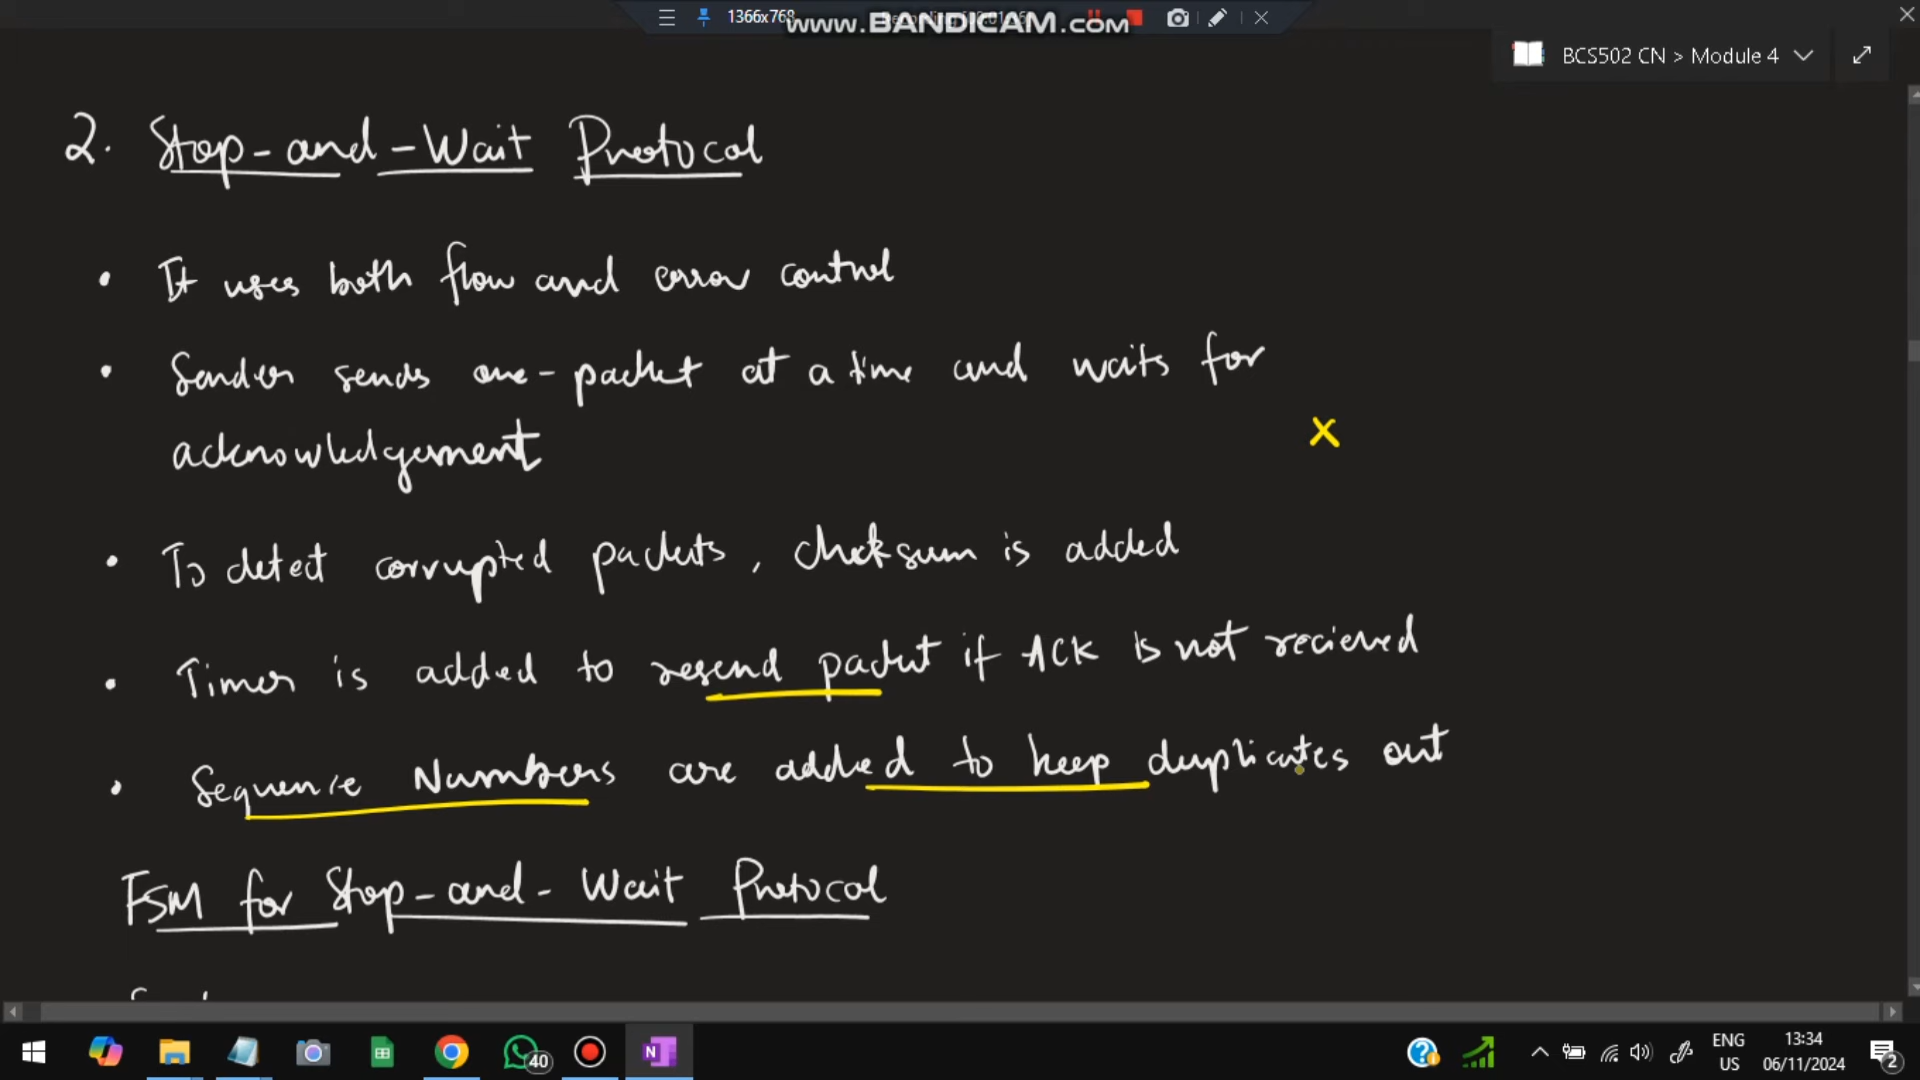 1366x768
www.BANDICAM.com
BCS502 CN > Module 4
2. Stop-and-Wait Protocol
• It uses both flow and error control
• Sender sends one-packet at a time and waits for
acknowledgement
x
• To detect corrupted packets, checksum is added
• Timer is added to resend packet if ACK is not recieved
• Sequence Numbers are added to keep duplicates out
FSM for Stop-and-Wait Protocol
40
N
ENG
US
13:34
06/11/2024
2